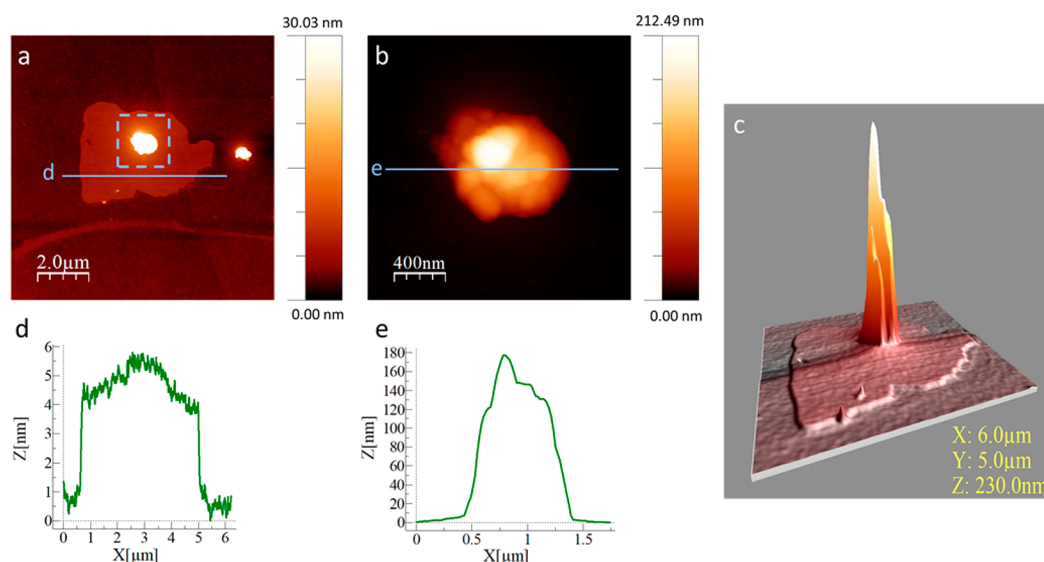 a
30.03 nm
d
2.0µm
0.00 nm
b
212.49 nm
e
400nm
0.00 nm
c
X: 6.0µm
Y: 5.0µm
Z: 230.0nm
d
Z[nm]
6
5
4
3
2
1
0
0 1 2 3 4 5 6
X[µm]
e
Z[nm]
180
160
140
120
100
80
60
40
20
0
0 0.5 1 1.5
X[µm]